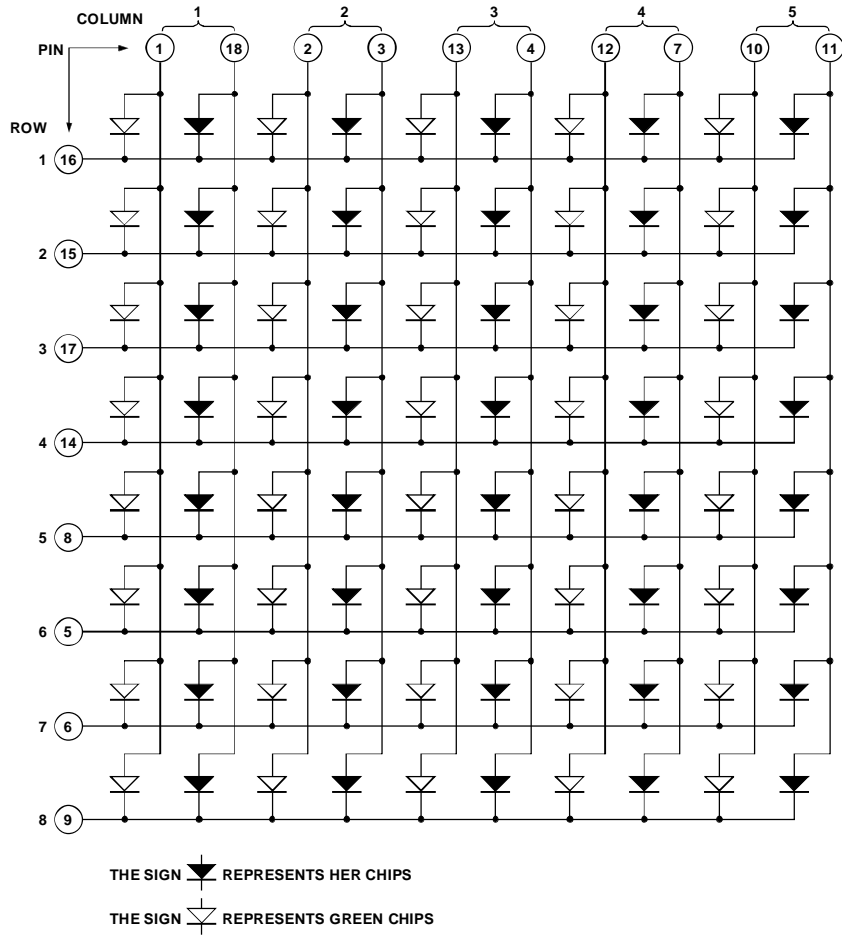 COLUMN 1 2 3 4 5
PIN 1 18 2 3 13 4 12 7 10 11
ROW
1 16
2 15
3 17
4 14
5 8
6 5
7 6
8 9
THE SIGN REPRESENTS HER CHIPS
THE SIGN REPRESENTS GREEN CHIPS